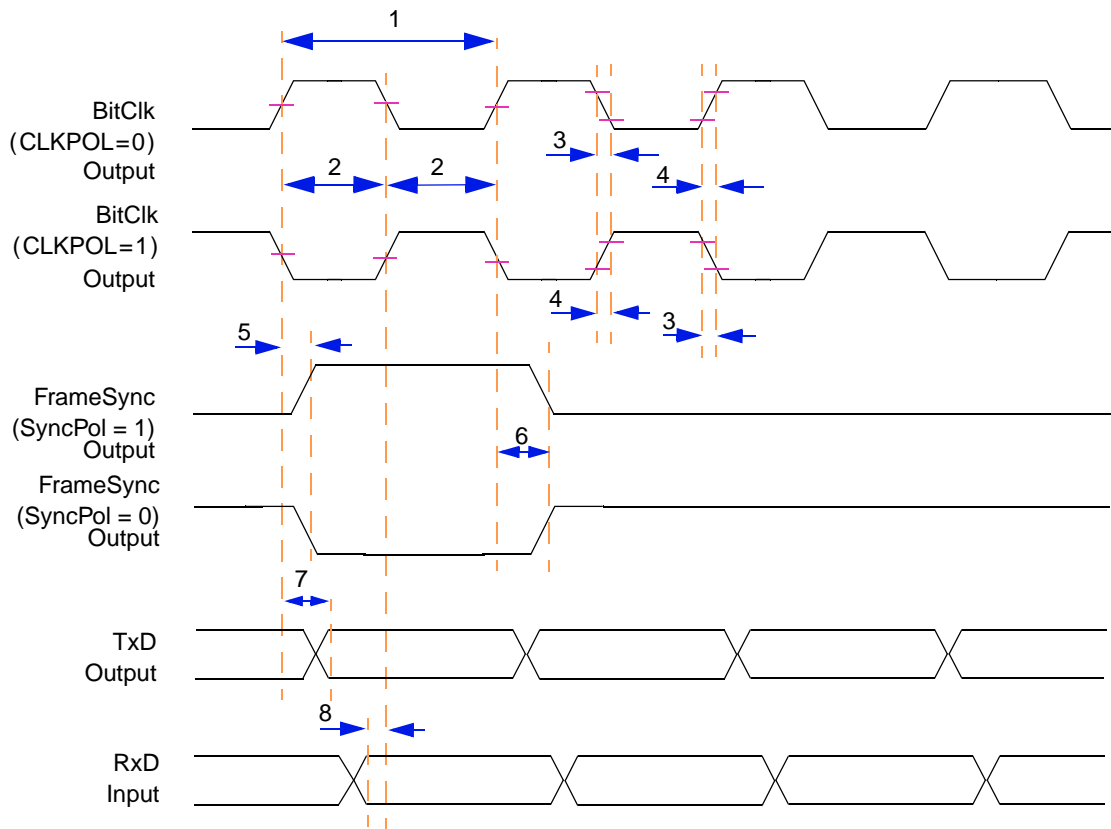 1
BitClk
(CLKPOL=0)
Output
3
2
2
4
BitClk
(CLKPOL=1)
Output
4
3
5
FrameSync
(SyncPol = 1)
Output
6
FrameSync
(SyncPol = 0)
Output
7
TxD
Output
8
RxD
Input